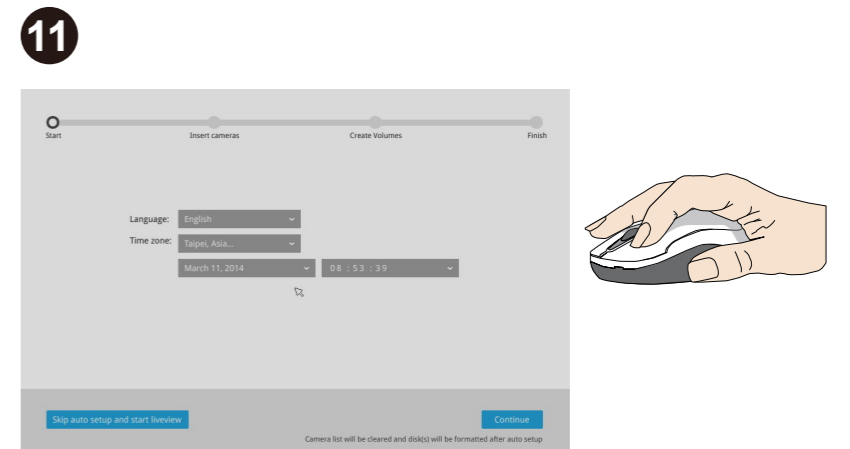 11
Start Insert cameras Create Volumes Finish
Language: English
Time zone: Taipei, Asia...
March 11, 2014 08 : 53 : 39
Skip auto setup and start liveview Continue
Camera list will be cleared and disk(s) will be formatted after auto setup